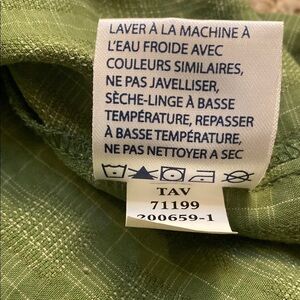 LAVER À LA MACHINE À
L'EAU FROIDE AVEC
COULEURS SIMILAIRES,
NE PAS JAVELLISER,
SÈCHE-LINGE À BASSE
TEMPÉRATURE, REPASSER
À BASSE TEMPÉRATURE,
NE PAS NETTOYER A SEC
TAV
71199
200659-1